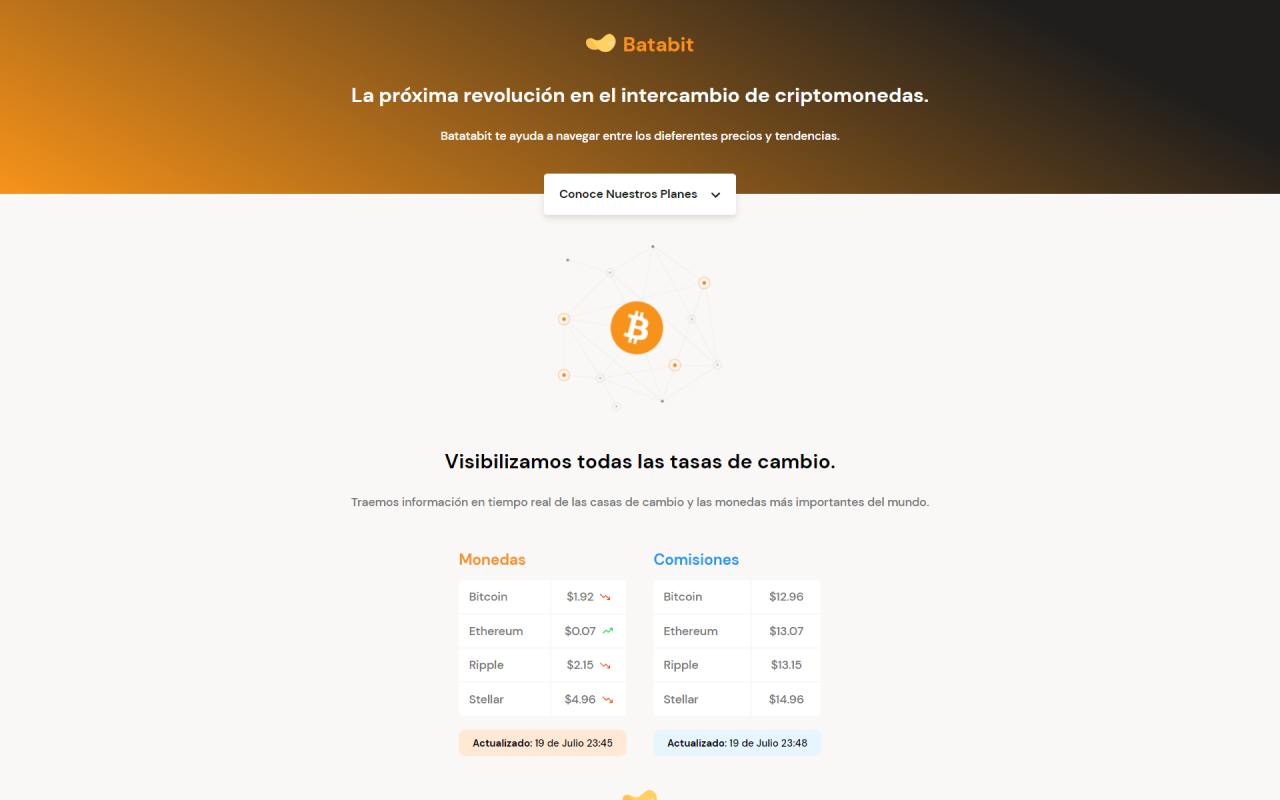 Batabit
La próxima revolución en el intercambio de criptomonedas.
Batatabit te ayuda a navegar entre los dieferentes precios y tendencias.
Conoce Nuestros Planes
Visibilizamos todas las tasas de cambio.
Traemos información en tiempo real de las casas de cambio y las monedas más importantes del mundo.
Monedas
Bitcoin $1.92
Ethereum $0.07
Ripple $2.15
Stellar $4.96
Actualizado: 19 de Julio 23:45
Comisiones
Bitcoin $12.96
Ethereum $13.07
Ripple $13.15
Stellar $14.96
Actualizado: 19 de Julio 23:48